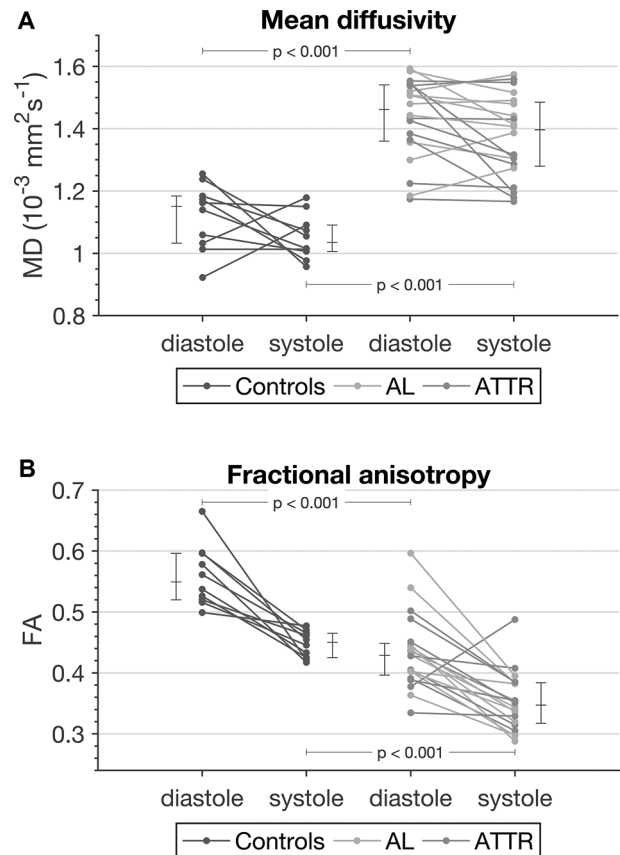 A
Mean diffusivity
p < 0.001
1.6
1.4
1.2
1
0.8
MD (10⁻³ mm²s⁻¹)
p < 0.001
diastole systole diastole systole
Controls AL ATTR
B
Fractional anisotropy
p < 0.001
0.7
0.6
0.5
0.4
0.3
FA
p < 0.001
diastole systole diastole systole
Controls AL ATTR